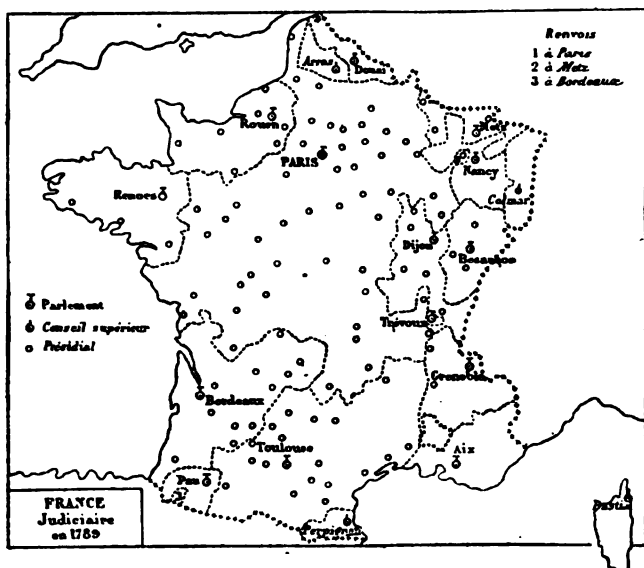 Renvois
1 à Paris
2 à Metz
3 à Bordeaux
Arras
Douai
Rouen
PARIS
Metz
Nancy
Colmar
Rennes
Dijon
Besançon
Parlement
Conseil supérieur
Présidial
Trévoux
Grenoble
Bordeaux
Toulouse
Aix
Pau
Perpignan
Bastia
FRANCE
Judiciaire
en 1789